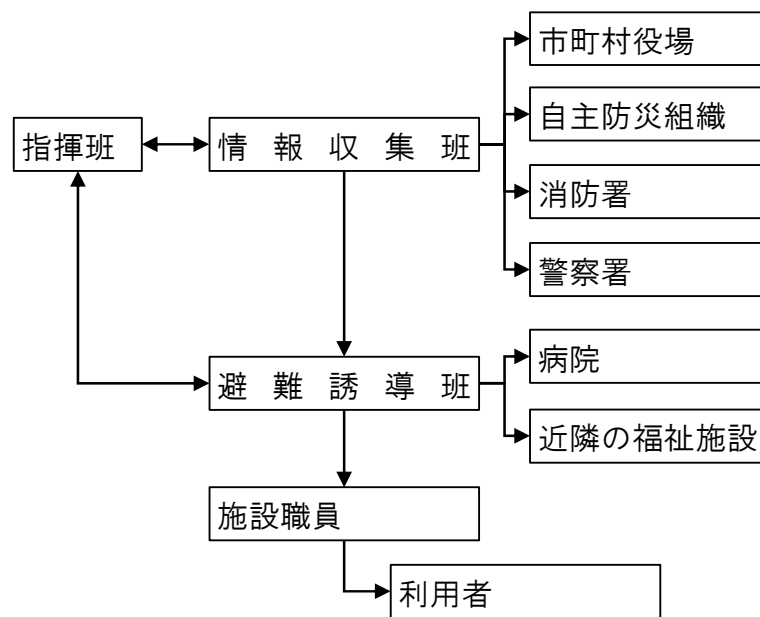 市町村役場
自主防災組織
指揮班
情報収集班
消防署
警察署
病院
避難誘導班
近隣の福祉施設
施設職員
利用者